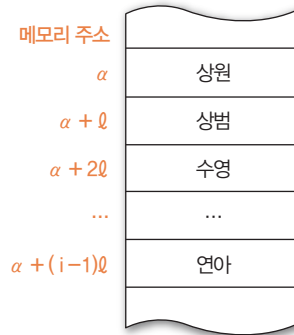 메모리 주소
α 상원
α + ℓ 상범
α + 2ℓ 수영
... ...
α + (i−1)ℓ 연아